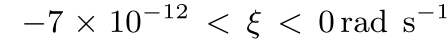 −7 × 10⁻¹² < ξ < 0 rad s⁻¹